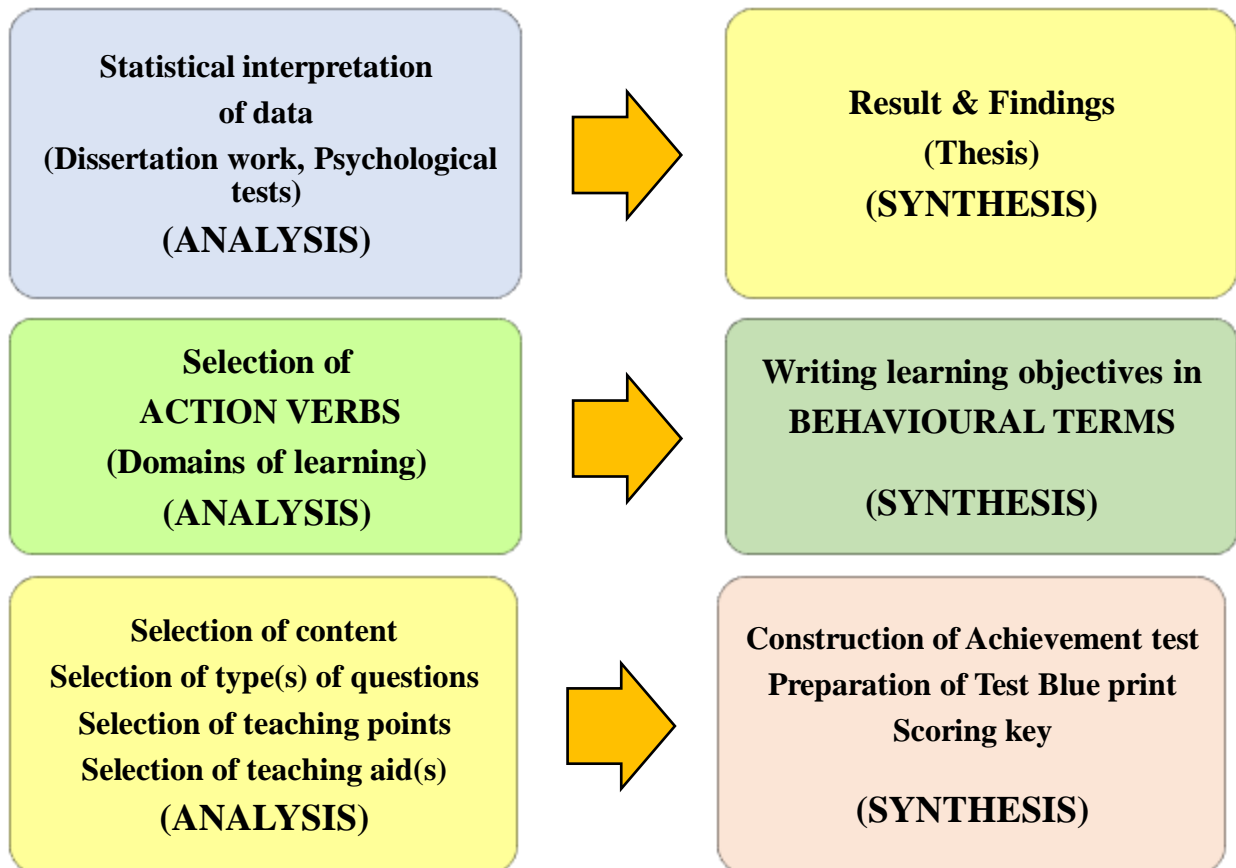 Statistical interpretation
of data
(Dissertation work, Psychological
tests)
(ANALYSIS)
Result & Findings
(Thesis)
(SYNTHESIS)
Selection of
ACTION VERBS
(Domains of learning)
(ANALYSIS)
Writing learning objectives in
BEHAVIOURAL TERMS
(SYNTHESIS)
Selection of content
Selection of type(s) of questions
Selection of teaching points
Selection of teaching aid(s)
(ANALYSIS)
Construction of Achievement test
Preparation of Test Blue print
Scoring key
(SYNTHESIS)